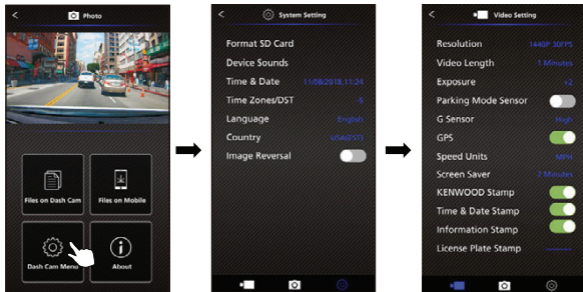 Photo
Files on Dash Cam
Files on Mobile
Dash Cam Menu
About
System Setting
Format SD Card
Device Sounds
Time & Date 11/08/2018 11:24
Time Zones/DST -5
Language English
Country USA(EST)
Image Reversal
Video Setting
Resolution 1440P 30FPS
Video Length 1 Minutes
Exposure +2
Parking Mode Sensor
G Sensor High
GPS
Speed Units MPH
Screen Saver 2 Minutes
KENWOOD Stamp
Time & Date Stamp
Information Stamp
License Plate Stamp --------